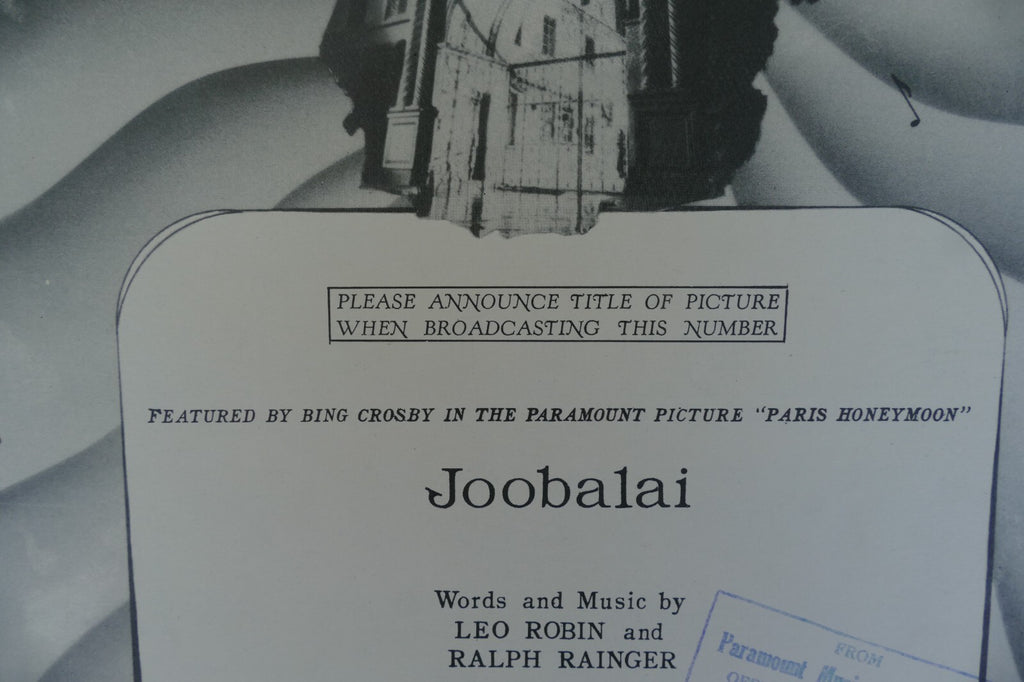 PLEASE ANNOUNCE TITLE OF PICTURE
WHEN BROADCASTING THIS NUMBER
FEATURED BY BING CROSBY IN THE PARAMOUNT PICTURE "PARIS HONEYMOON"
Joobalai
Words and Music by
LEO ROBIN and
RALPH RAINGER
FROM
Paramount